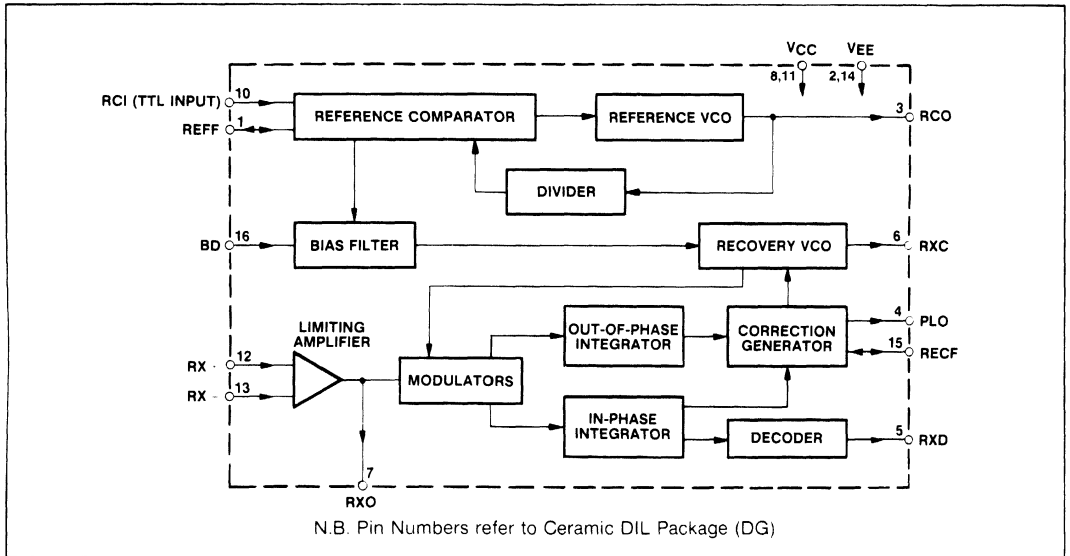 VCC VEE
8,11 2,14
RCI (TTL INPUT) 10
REFF 1
REFERENCE COMPARATOR
REFERENCE VCO
3 RCO
DIVIDER
BD 16
BIAS FILTER
RECOVERY VCO
6 RXC
LIMITING
AMPLIFIER
OUT-OF-PHASE
INTEGRATOR
CORRECTION
GENERATOR
4 PLO
15 RECF
RX 12
RX 13
MODULATORS
IN-PHASE
INTEGRATOR
DECODER
5 RXD
7
RXO
N.B. Pin Numbers refer to Ceramic DIL Package (DG)